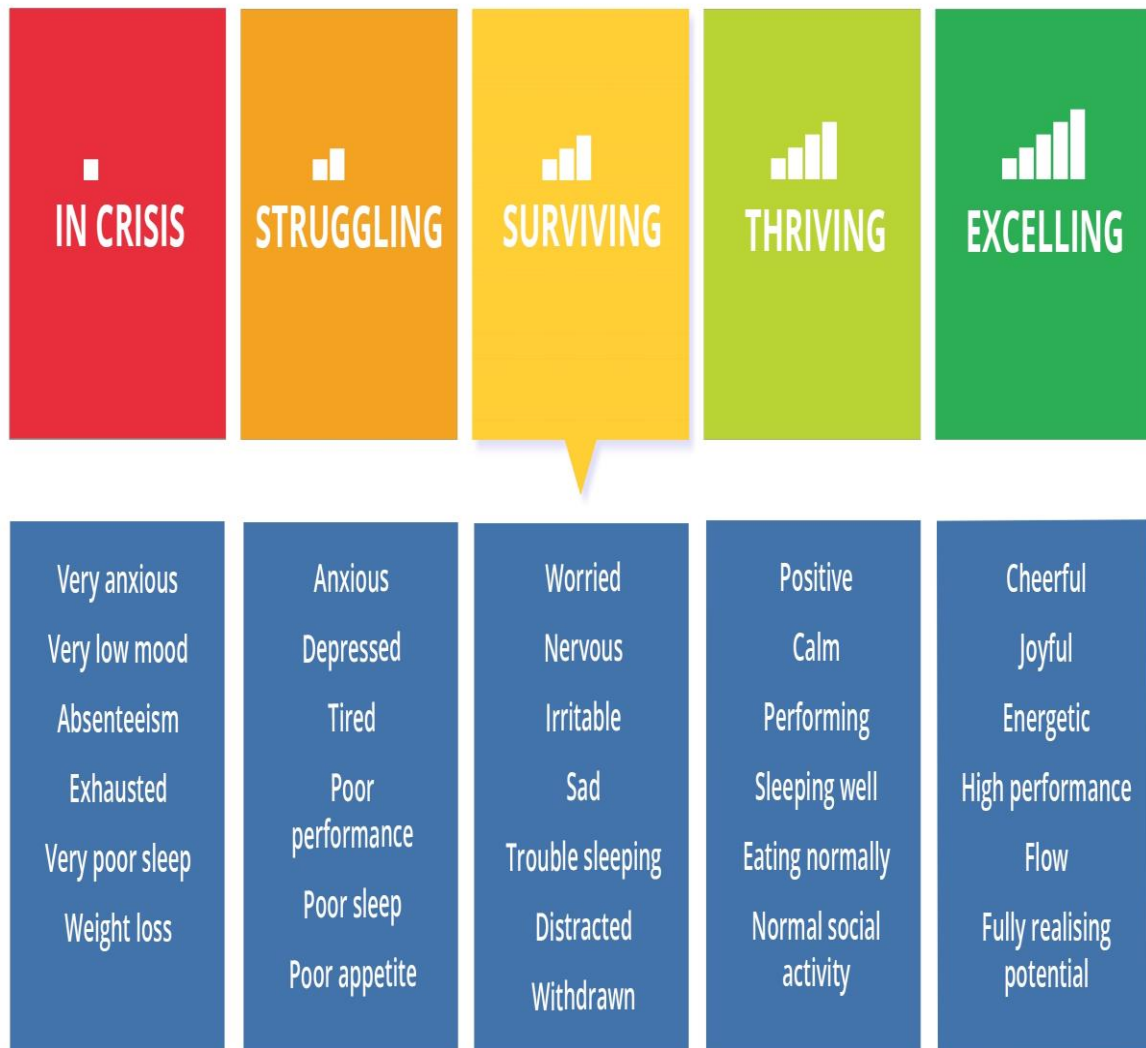 IN CRISIS
STRUGGLING
SURVIVING
THRIVING
EXCELLING
Very anxious
Very low mood
Absenteeism
Exhausted
Very poor sleep
Weight loss
Anxious
Depressed
Tired
Poor
performance
Poor sleep
Poor appetite
Worried
Nervous
Irritable
Sad
Trouble sleeping
Distracted
Withdrawn
Positive
Calm
Performing
Sleeping well
Eating normally
Normal social
activity
Cheerful
Joyful
Energetic
High performance
Flow
Fully realising
potential